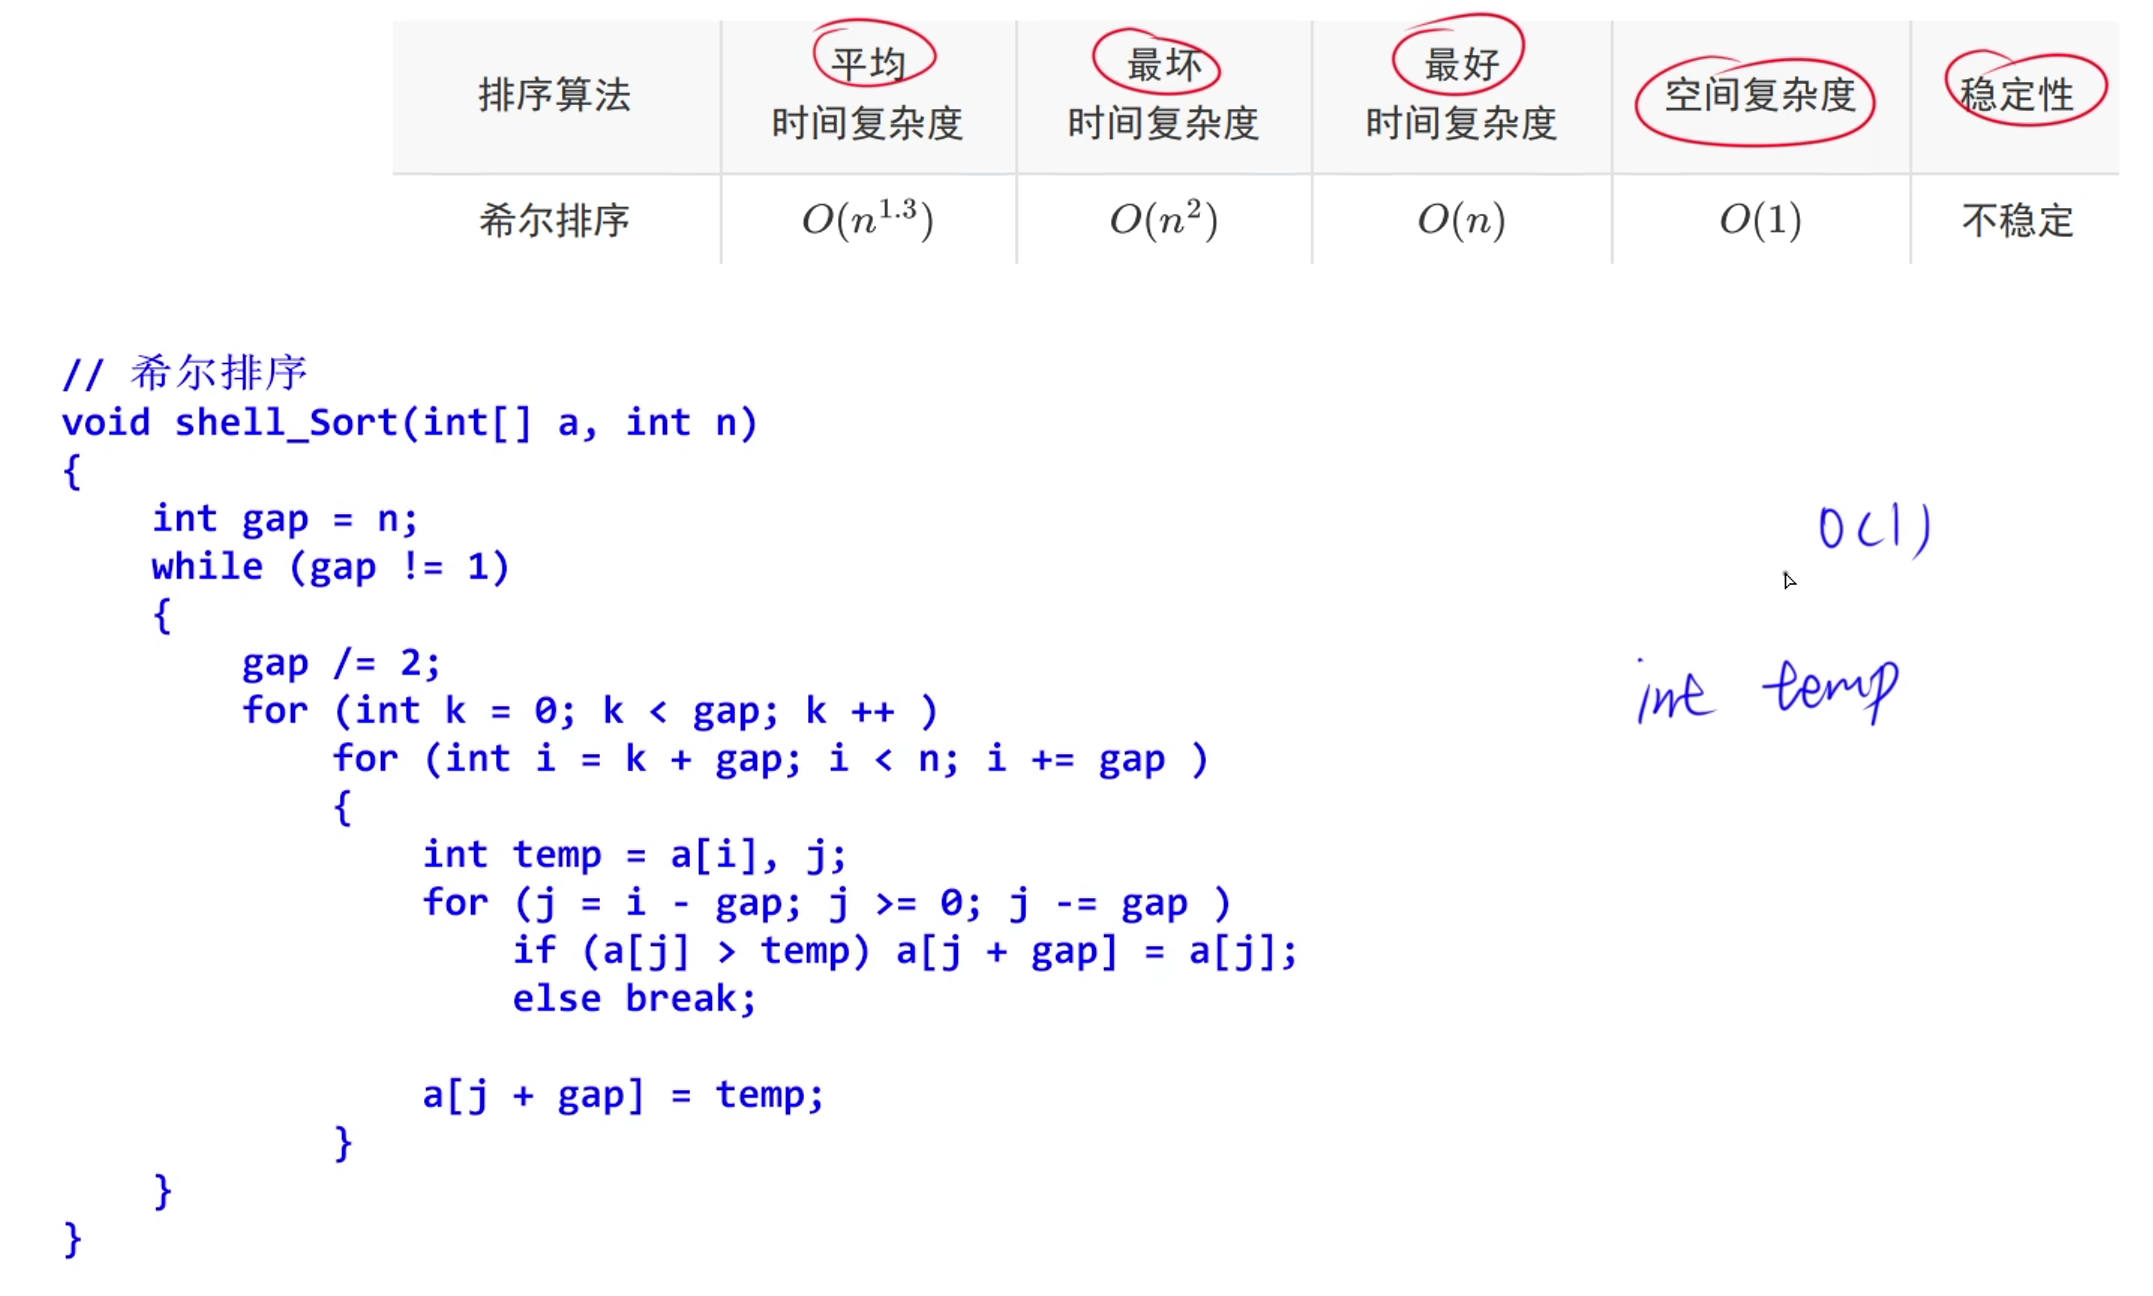 排序算法 平均时间复杂度 最坏时间复杂度 最好时间复杂度 空间复杂度 稳定性
希尔排序 O(n^1.3) O(n^2) O(n) O(1) 不稳定
// 希尔排序
void shell_Sort(int[] a, int n)
{
    int gap = n;
    while (gap != 1)
    {
        gap /= 2;
        for (int k = 0; k < gap; k ++ )
            for (int i = k + gap; i < n; i += gap )
            {
                int temp = a[i], j;
                for (j = i - gap; j >= 0; j -= gap )
                    if (a[j] > temp) a[j + gap] = a[j];
                    else break;

                a[j + gap] = temp;
            }
    }
}
O(1)
int temp